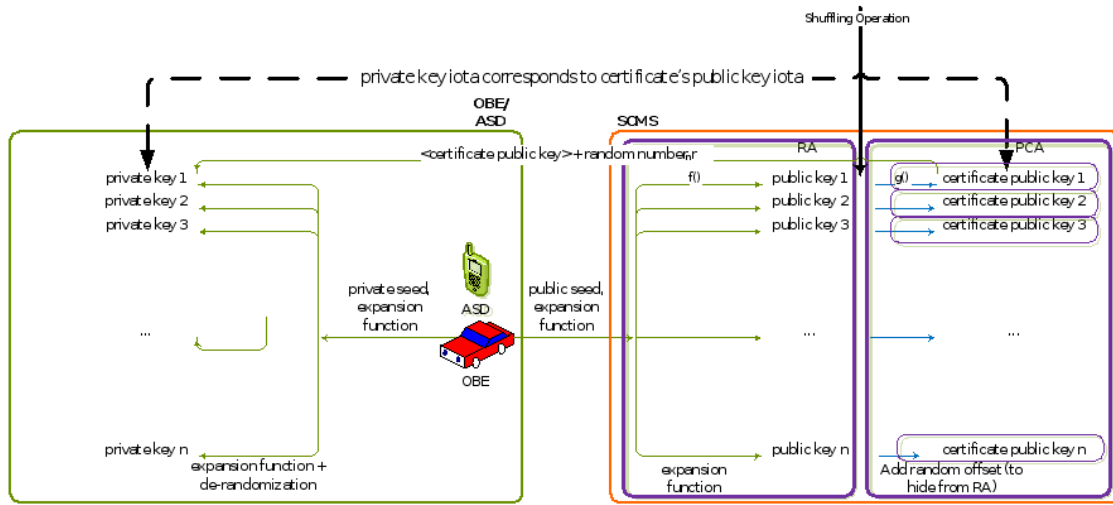 Shuffling Operation
private key iota corresponds to certificate's public key iota
OBE/
ASD
SCMS
<certificate public key> + random number, r
RA
PCA
private key 1
f()
public key 1
g()
certificate public key 1
private key 2
public key 2
certificate public key 2
private key 3
public key 3
certificate public key 3
private seed,
expansion
function
ASD
public seed,
expansion
function
...
...
...
OBE
private key n
public key n
certificate public key n
expansion function +
de-randomization
expansion
function
Add random offset (to
hide from RA)